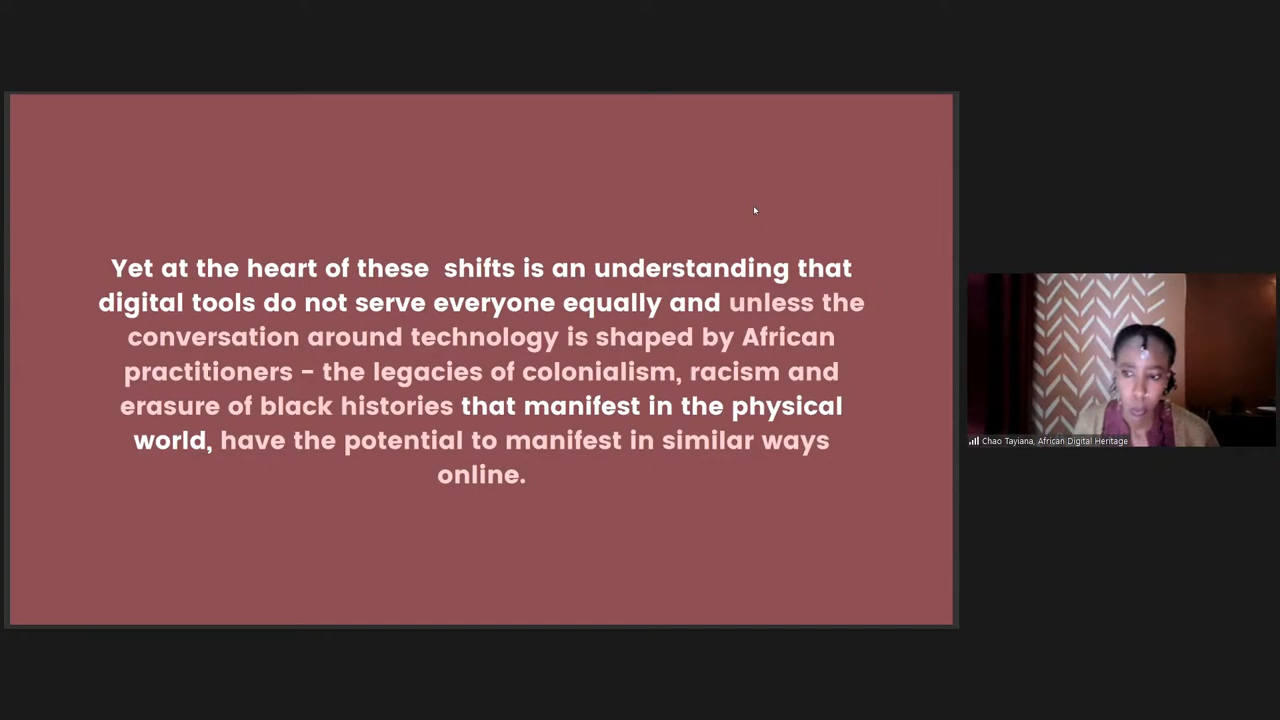 Yet at the heart of these  shifts is an understanding that
digital tools do not serve everyone equally and unless the
conversation around technology is shaped by African
practitioners - the legacies of colonialism, racism and
erasure of black histories that manifest in the physical
world, have the potential to manifest in similar ways
online.
Chao Tayiana, African Digital Heritage